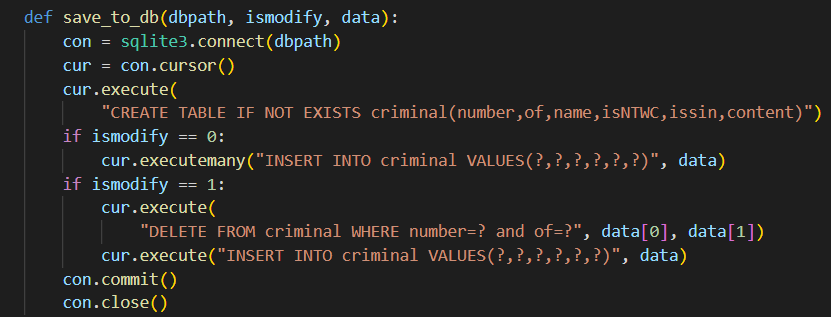 def save_to_db(dbpath, ismodify, data):
    con = sqlite3.connect(dbpath)
    cur = con.cursor()
    cur.execute(
        "CREATE TABLE IF NOT EXISTS criminal(number,of,name,isNTWC,issin,content)")
    if ismodify == 0:
        cur.executemany("INSERT INTO criminal VALUES(?,?,?,?,?,?)", data)
    if ismodify == 1:
        cur.execute(
            "DELETE FROM criminal WHERE number=? and of=?", data[0], data[1])
        cur.execute("INSERT INTO criminal VALUES(?,?,?,?,?,?)", data)
    con.commit()
    con.close()